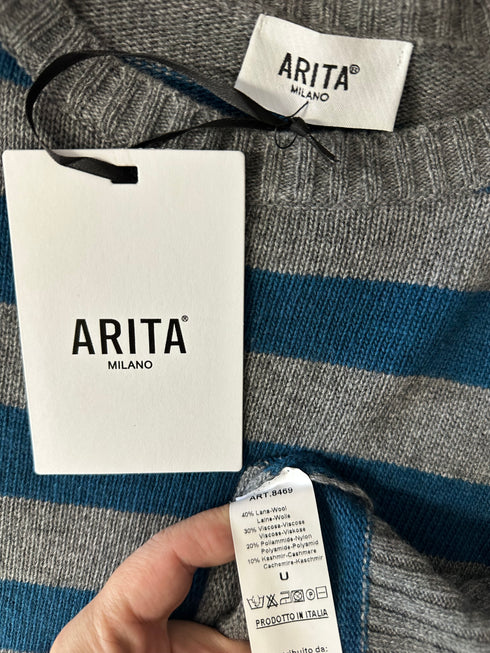 ARITA®
MILANO
ARITA®
MILANO
ART.8469
40% Lana-Wool
Laine-Wolle
30% Viscosa-Viscose
Viscose-Viskose
20% Poliammide-Nylon
Polyamide-Polyamid
10% Kashmir-Cashmere
Cachemire-Kaschmir
U
PRODOTTO IN ITALIA